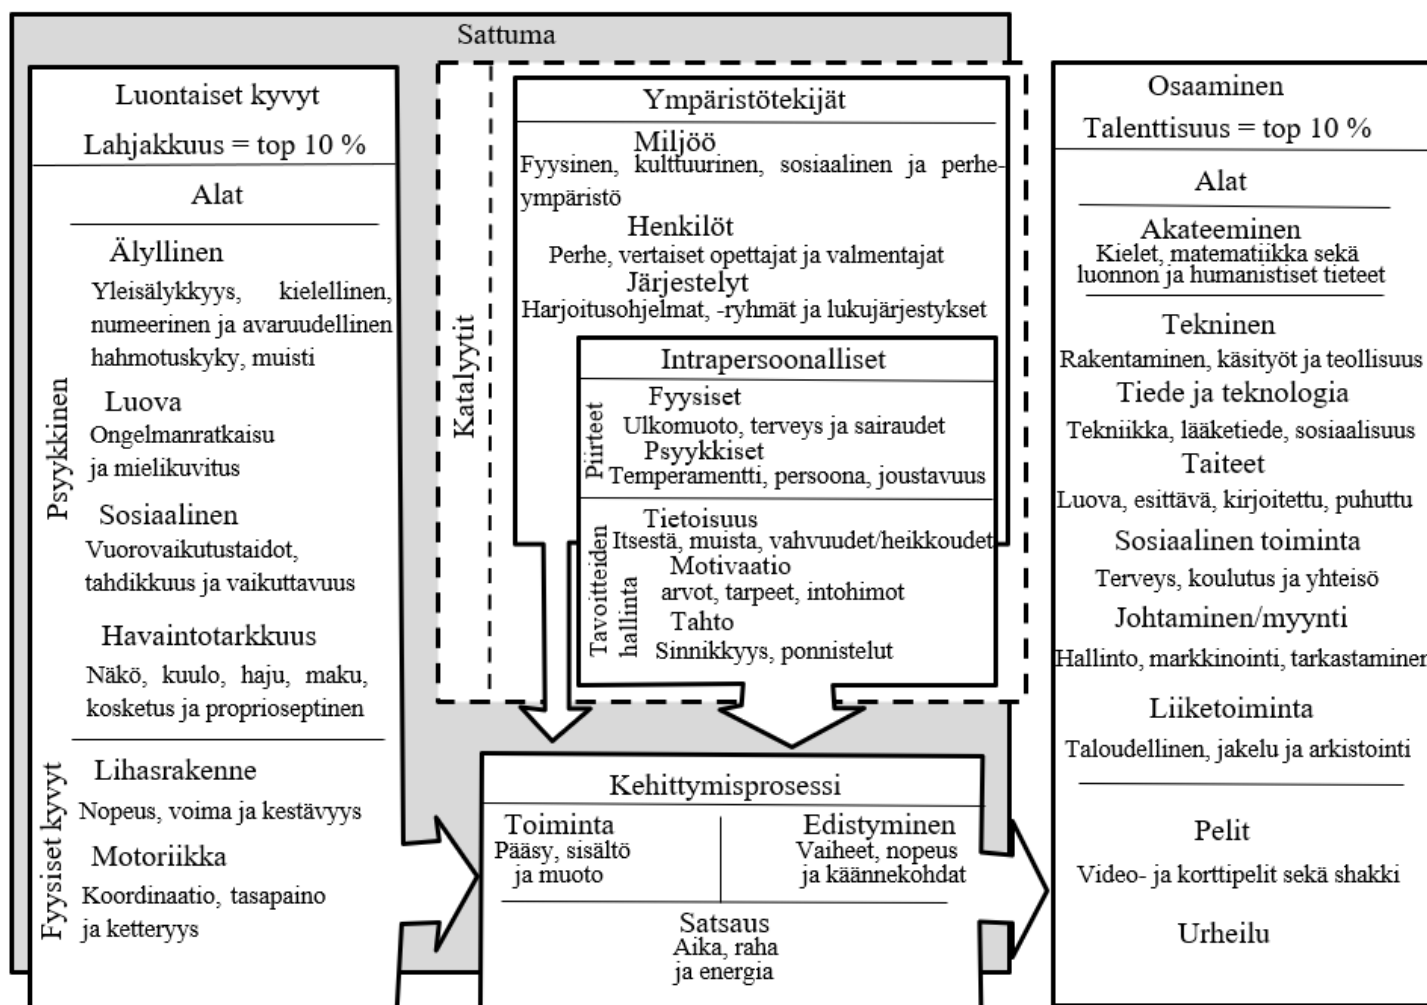 Sattuma
Luontaiset kyvyt
Lahjakkuus = top 10 %
Alat
Psyykkinen
Älyllinen
Yleisälykkyys, kielellinen,
numeerinen ja avaruudellinen
hahmotuskyky, muisti
Luova
Ongelmanratkaisu
ja mielikuvitus
Sosiaalinen
Vuorovaikutustaidot,
tahdikkuus ja vaikuttavuus
Havaintotarkkuus
Näkö, kuulo, haju, maku,
kosketus ja proprioseptinen
Fyysiset kyvyt
Lihasrakenne
Nopeus, voima ja kestävyys
Motoriikka
Koordinaatio, tasapaino
ja ketteryys
Katalyytit
Ympäristötekijät
Miljöö
Fyysinen, kulttuurinen, sosiaalinen ja perhe-
ympäristö
Henkilöt
Perhe, vertaiset opettajat ja valmentajat
Järjestelyt
Harjoitusohjelmat, -ryhmät ja lukujärjestykset
Intrapersoonalliset
Piirteet
Fyysiset
Ulkomuoto, terveys ja sairaudet
Psyykkiset
Temperamentti, persoona, joustavuus
Tavoitteiden
hallinta
Tietoisuus
Itsestä, muista, vahvuudet/heikkoudet
Motivaatio
arvot, tarpeet, intohimot
Tahto
Sinnikkyys, ponnistelut
Kehittymisprosessi
Toiminta
Pääsy, sisältö
ja muoto
Edistyminen
Vaiheet, nopeus
ja käännekohdat
Satsaus
Aika, raha
ja energia
Osaaminen
Talenttisuus = top 10 %
Alat
Akateeminen
Kielet, matematiikka sekä
luonnon ja humanistiset tieteet
Tekninen
Rakentaminen, käsityöt ja teollisuus
Tiede ja teknologia
Tekniikka, lääketiede, sosiaalisuus
Taiteet
Luova, esittävä, kirjoitettu, puhuttu
Sosiaalinen toiminta
Terveys, koulutus ja yhteisö
Johtaminen/myynti
Hallinto, markkinointi, tarkastaminen
Liiketoiminta
Taloudellinen, jakelu ja arkistointi
Pelit
Video- ja korttipelit sekä shakki
Urheilu